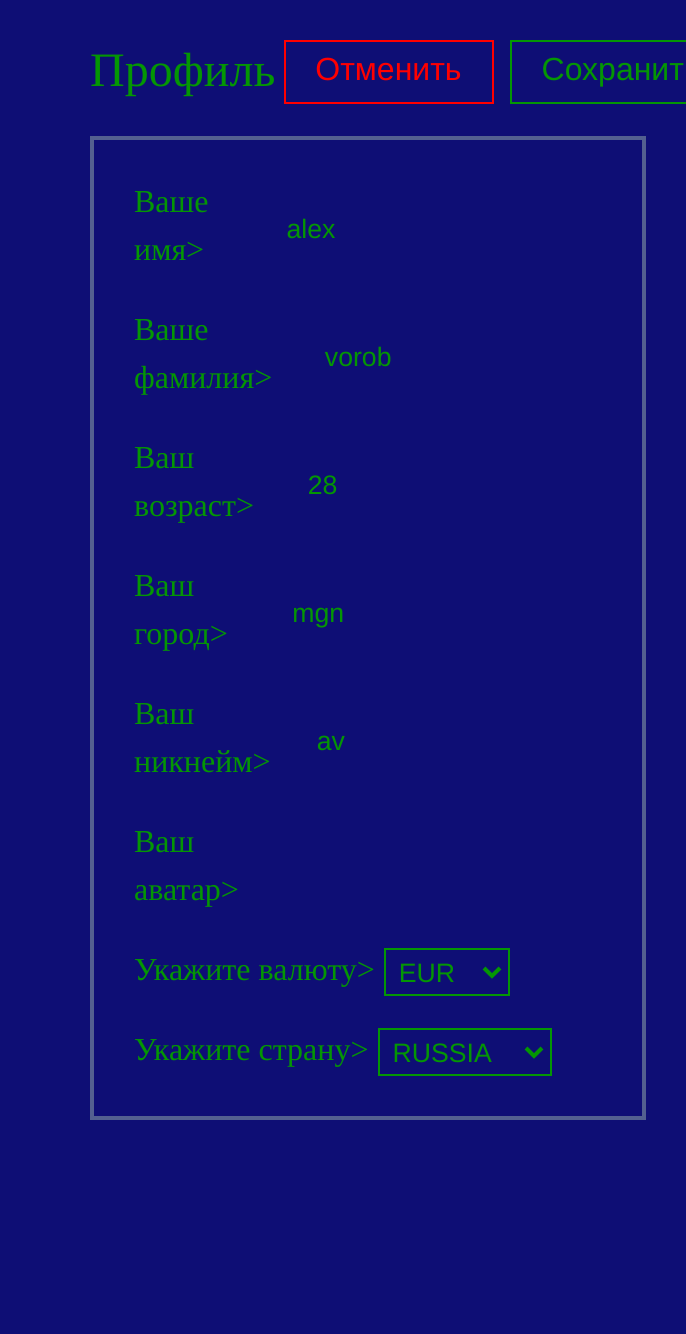 Профиль Отменить Сохранит
Ваше
имя> alex
Ваше
фамилия> vorob
Ваш
возраст> 28
Ваш
город> mgn
Ваш
никнейм> av
Ваш
аватар>
Укажите валюту> EUR
Укажите страну> RUSSIA